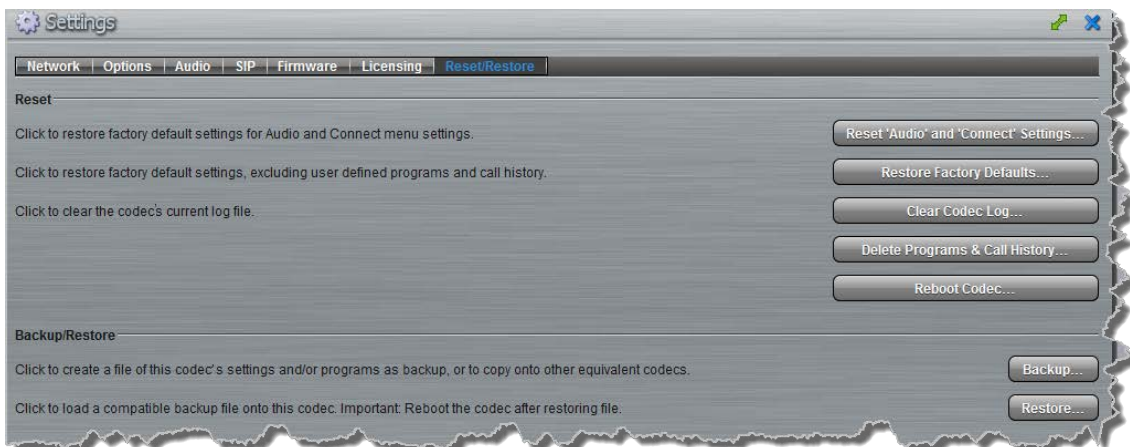 Settings
Network Options Audio SIP Firmware Licensing Reset/Restore
Reset
Click to restore factory default settings for Audio and Connect menu settings.
Reset 'Audio' and 'Connect' Settings...
Click to restore factory default settings, excluding user defined programs and call history.
Restore Factory Defaults...
Click to clear the codec's current log file.
Clear Codec Log...
Delete Programs & Call History...
Reboot Codec...
Backup/Restore
Click to create a file of this codec's settings and/or programs as backup, or to copy onto other equivalent codecs.
Backup...
Click to load a compatible backup file onto this codec. Important: Reboot the codec after restoring file.
Restore...